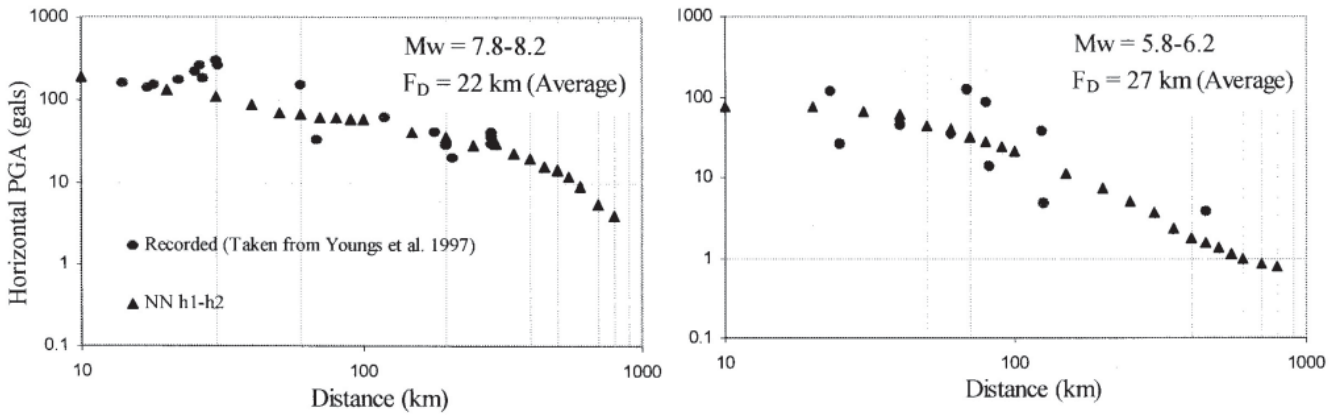 Horizontal PGA (gals)
1000
100
10
1
0.1
10
100
1000
Distance (km)
Mw = 7.8-8.2
F_D = 22 km (Average)
Recorded (Taken from Youngs et al. 1997)
NN h1-h2
1000
100
10
1
0.1
10
100
1000
Distance (km)
Mw = 5.8-6.2
F_D = 27 km (Average)